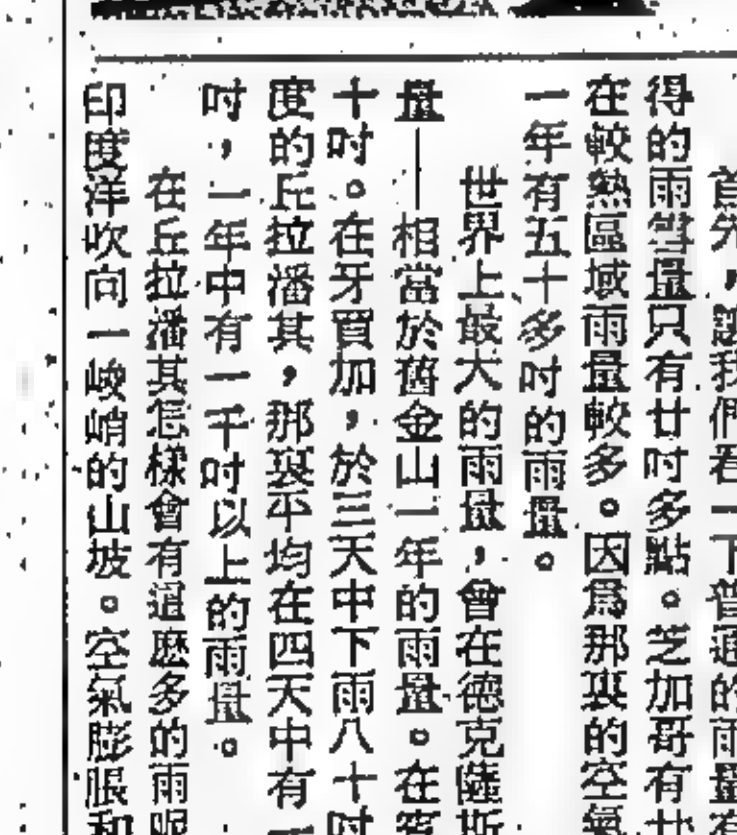 首先,讓我們看一下普通的雨量有
得的雨雪量只有廿吋多點。芝加哥有廿
在較熱區域雨量較多。因爲那裏的空氣
一年有五十多吋的雨量。
世界上最大的雨量,曾在德克薩斯
量——相當於舊金山一年的雨量。在賓
十吋。在牙買加,於三天中下雨八十吋
度的丘拉潘其,那裏平均在四天中有一
吋,一年中有一千吋以上的雨量。
在丘拉潘其怎樣會有這麽多的雨呢
印度洋吹向一峻峭的山坡。空氣膨脹和